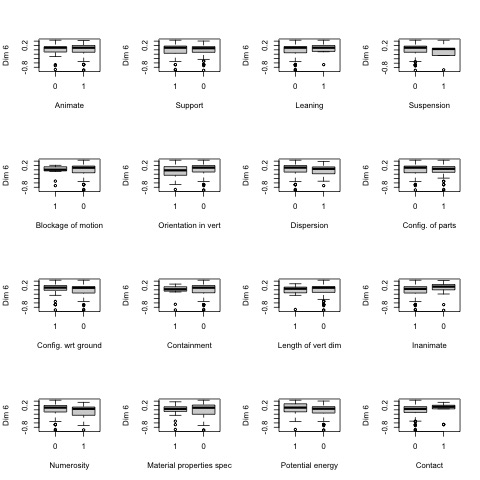 Dim 6
0.2
-0.8
0 1
Animate
Dim 6
0.2
-0.8
1 0
Support
Dim 6
0.2
-0.8
0 1
Leaning
Dim 6
0.2
-0.8
0 1
Suspension
Dim 6
0.2
-0.8
1 0
Blockage of motion
Dim 6
0.2
-0.8
1 0
Orientation in vert
Dim 6
0.2
-0.8
0 1
Dispersion
Dim 6
0.2
-0.8
0 1
Config. of parts
Dim 6
0.2
-0.8
1 0
Config. wrt ground
Dim 6
0.2
-0.8
1 0
Containment
Dim 6
0.2
-0.8
1 0
Length of vert dim
Dim 6
0.2
-0.8
0 1
Inanimate
Dim 6
0.2
-0.8
0 1
Numerosity
Dim 6
0.2
-0.8
1 0
Material properties spec
Dim 6
0.2
-0.8
1 0
Potential energy
Dim 6
0.2
-0.8
0 1
Contact